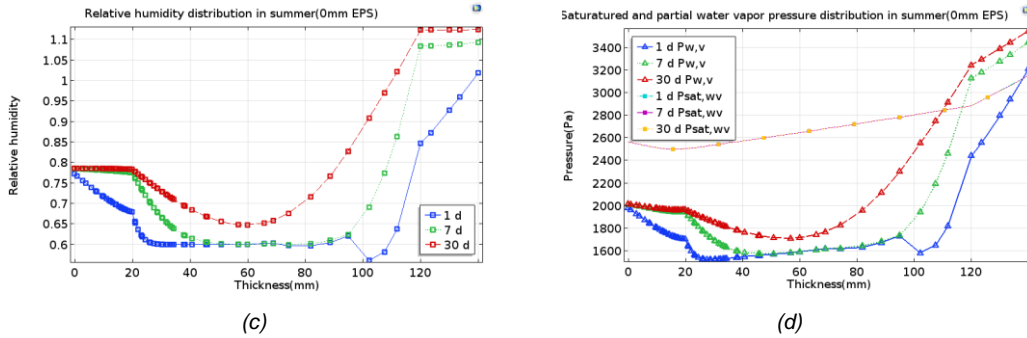 Relative humidity distribution in summer(0mm EPS)
1.1
1.05
1
0.95
0.9
0.85
0.8
0.75
0.7
0.65
0.6
Relative humidity
1 d
7 d
30 d
0 20 40 60 80 100 120
Thickness(mm)
(c)
Saturatured and partial water vapor pressure distribution in summer(0mm EPS)
3400
3200
3000
2800
2600
2400
2200
2000
1800
1600
Pressure(Pa)
1 d Pw,v
7 d Pw,v
30 d Pw,v
1 d Psat,wv
7 d Psat,wv
30 d Psat,wv
0 20 40 60 80 100 120
Thickness(mm)
(d)